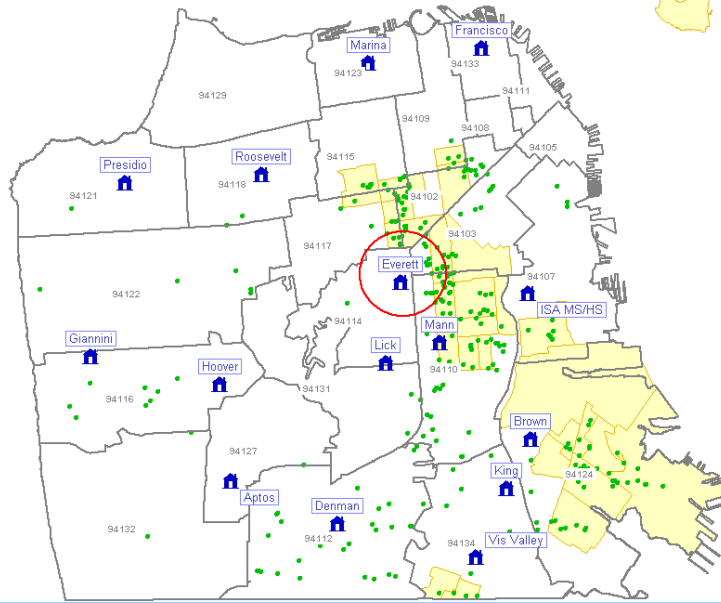 Francisco
Marina
94133
94123
94129
94111
94109
94108
94105
94115
Presidio
Roosevelt
94121
94118
94102
94103
94117
Everett
94107
94122
ISA MS/HS
94114
Mann
Giannini
Lick
94110
Hoover
94131
94116
Brown
94127
94124
King
Aptos
Denman
94132
94112
Vis Valley
94134